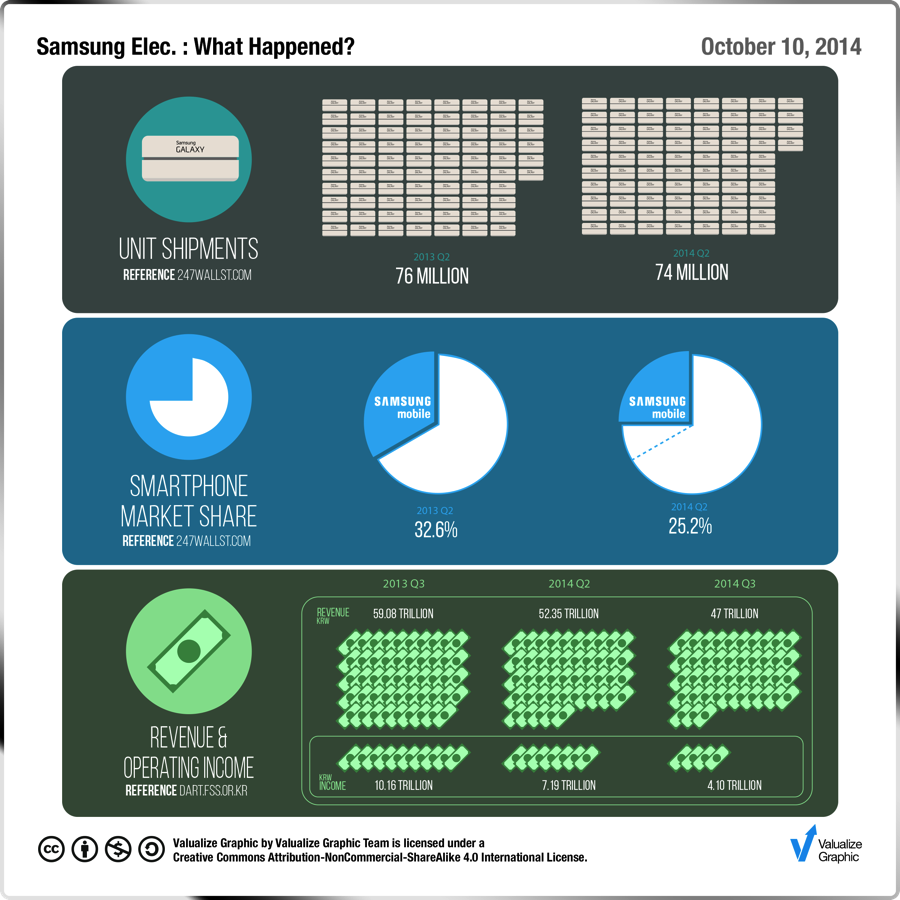 Samsung Elec. : What Happened?
October 10, 2014
Samsung
GALAXY
UNIT SHIPMENTS
REFERENCE 247WALLST.COM
2013 Q2
76 MILLION
2014 Q2
74 MILLION
SMARTPHONE
MARKET SHARE
REFERENCE 247WALLST.COM
SAMSUNG
mobile
2013 Q2
32.6%
SAMSUNG
mobile
2014 Q2
25.2%
REVENUE &
OPERATING INCOME
REFERENCE DART.FSS.OR.KR
2013 Q3
2014 Q2
2014 Q3
REVENUE
KRW
59.08 TRILLION
52.35 TRILLION
47 TRILLION
KRW
INCOME
10.16 TRILLION
7.19 TRILLION
4.10 TRILLION
cc
Valualize Graphic by Valualize Graphic Team is licensed under a
Creative Commons Attribution-NonCommercial-ShareAlike 4.0 International License.
Valualize
Graphic